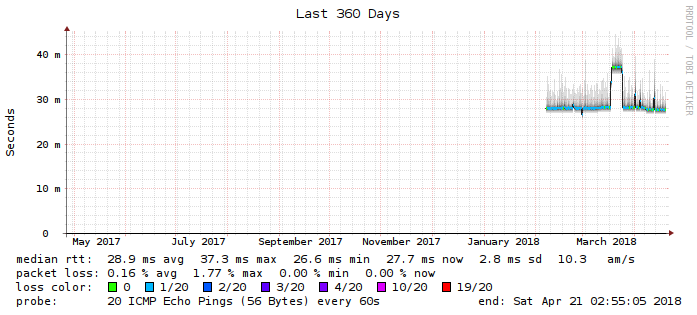 Last 360 Days
RRDTOOL / TOBI OETIKER
Seconds
40 m
30 m
20 m
10 m
0
May 2017 July 2017 September 2017 November 2017 January 2018 March 2018
median rtt: 28.9 ms avg 37.3 ms max 26.6 ms min 27.7 ms now 2.8 ms sd 10.3 am/s
packet loss: 0.16 % avg 1.77 % max 0.00 % min 0.00 % now
loss color: 0 1/20 2/20 3/20 4/20 10/20 19/20
probe: 20 ICMP Echo Pings (56 Bytes) every 60s end: Sat Apr 21 02:55:05 2018